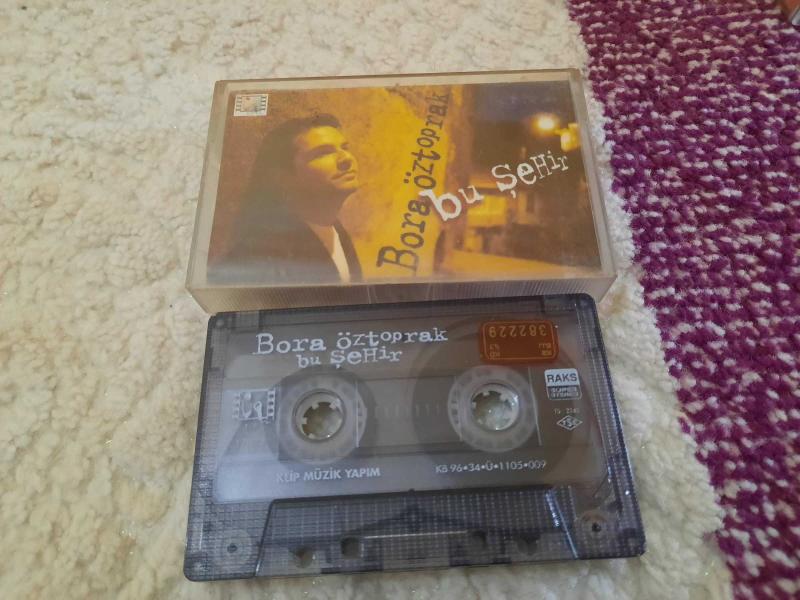 Bora öztoprak
bu Şehir
Bora öztoprak
bu Şehir
382229
RAKS
KLİP MÜZİK YAPIM
KB 96•34•Ü•1105•009